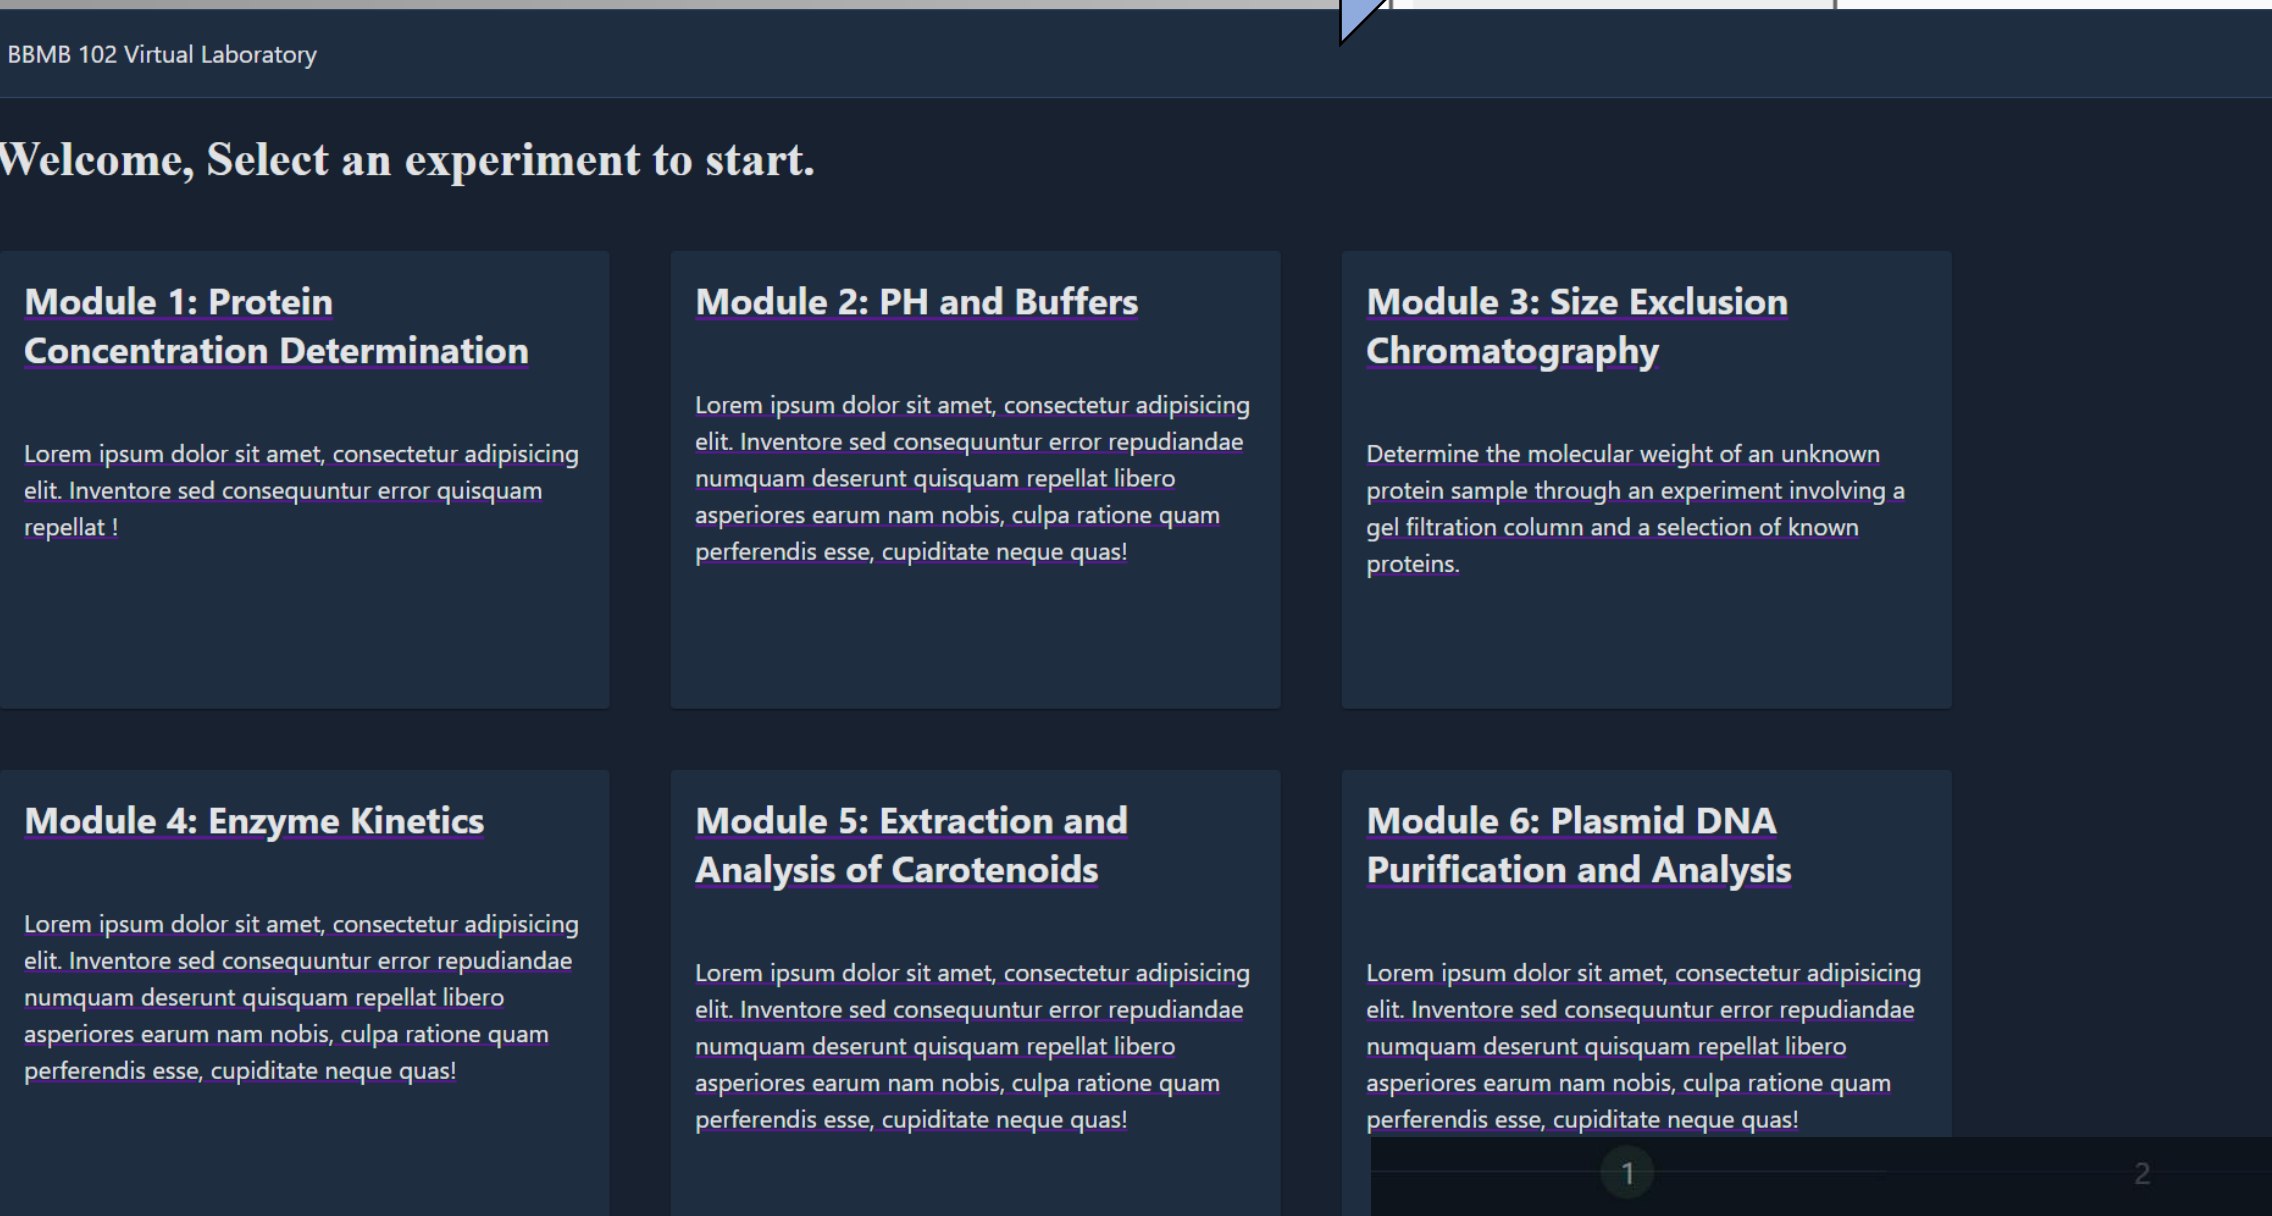 BBMB 102 Virtual Laboratory
Welcome, Select an experiment to start.
Module 1: Protein
Concentration Determination
Lorem ipsum dolor sit amet, consectetur adipisicing
elit. Inventore sed consequuntur error quisquam
repellat !
Module 2: PH and Buffers
Lorem ipsum dolor sit amet, consectetur adipisicing
elit. Inventore sed consequuntur error repudiandae
numquam deserunt quisquam repellat libero
asperiores earum nam nobis, culpa ratione quam
perferendis esse, cupiditate neque quas!
Module 3: Size Exclusion
Chromatography
Determine the molecular weight of an unknown
protein sample through an experiment involving a
gel filtration column and a selection of known
proteins.
Module 4: Enzyme Kinetics
Lorem ipsum dolor sit amet, consectetur adipisicing
elit. Inventore sed consequuntur error repudiandae
numquam deserunt quisquam repellat libero
asperiores earum nam nobis, culpa ratione quam
perferendis esse, cupiditate neque quas!
Module 5: Extraction and
Analysis of Carotenoids
Lorem ipsum dolor sit amet, consectetur adipisicing
elit. Inventore sed consequuntur error repudiandae
numquam deserunt quisquam repellat libero
asperiores earum nam nobis, culpa ratione quam
perferendis esse, cupiditate neque quas!
Module 6: Plasmid DNA
Purification and Analysis
Lorem ipsum dolor sit amet, consectetur adipisicing
elit. Inventore sed consequuntur error repudiandae
numquam deserunt quisquam repellat libero
asperiores earum nam nobis, culpa ratione quam
perferendis esse, cupiditate neque quas!
1 2